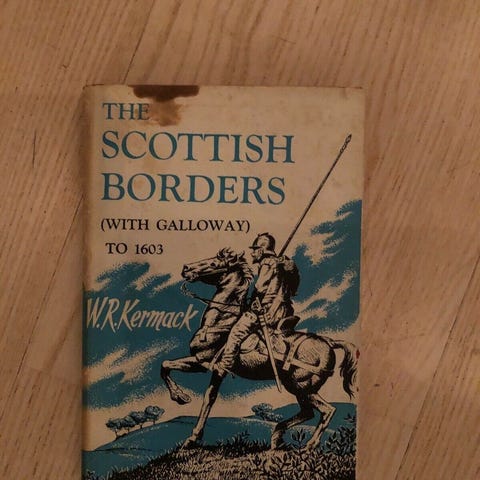 THE
SCOTTISH
BORDERS
(WITH GALLOWAY)
TO 1603
W.R.Kermack